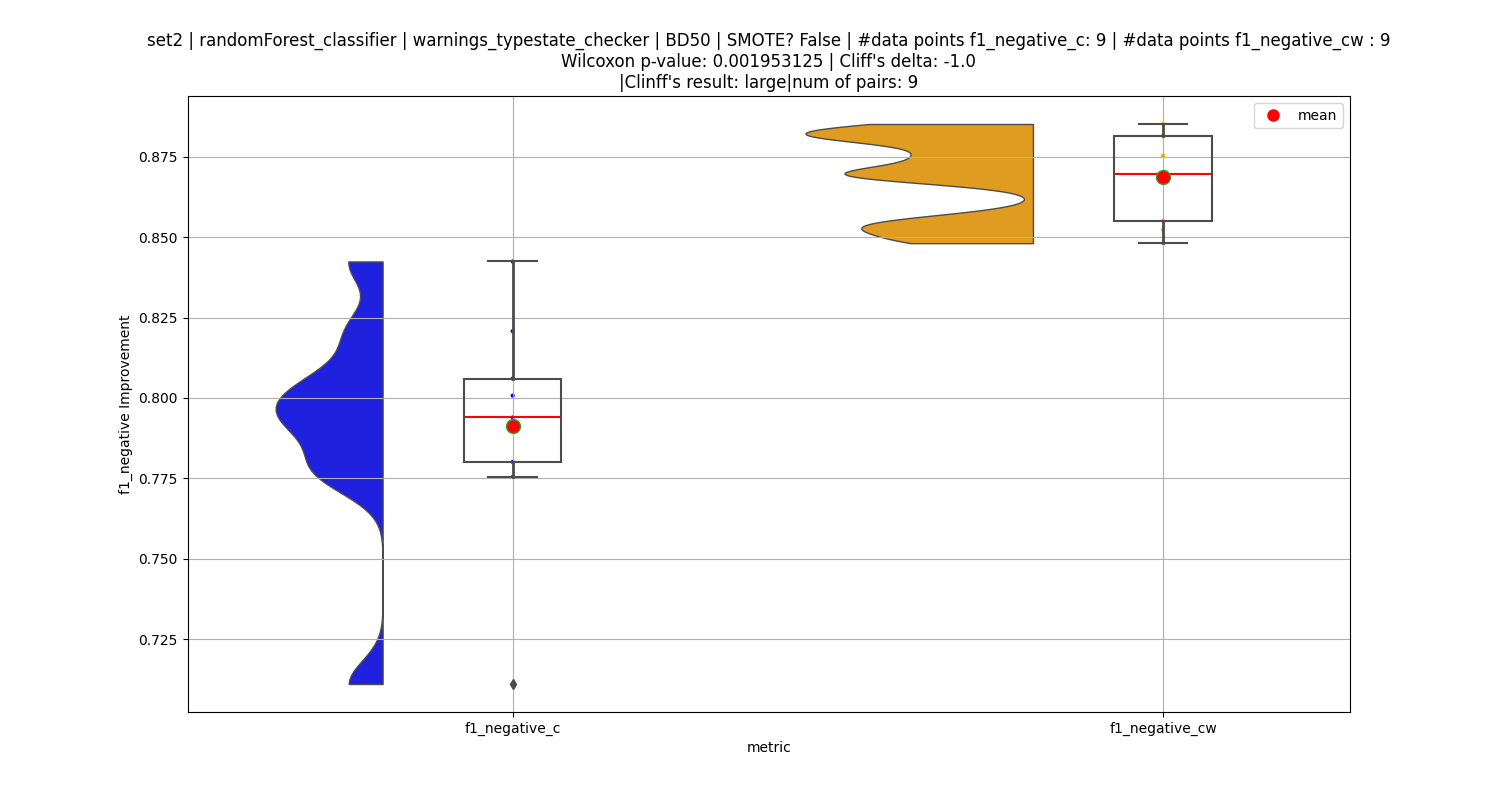 set2 | randomForest_classifier | warnings_typestate_checker | BD50 | SMOTE? False | #data points f1_negative_c: 9 | #data points f1_negative_cw : 9
Wilcoxon p-value: 0.001953125 | Cliff's delta: -1.0
|Clinff's result: large|num of pairs: 9
mean
0.875
0.850
0.825
0.800
0.775
0.750
0.725
f1_negative Improvement
f1_negative_c
f1_negative_cw
metric